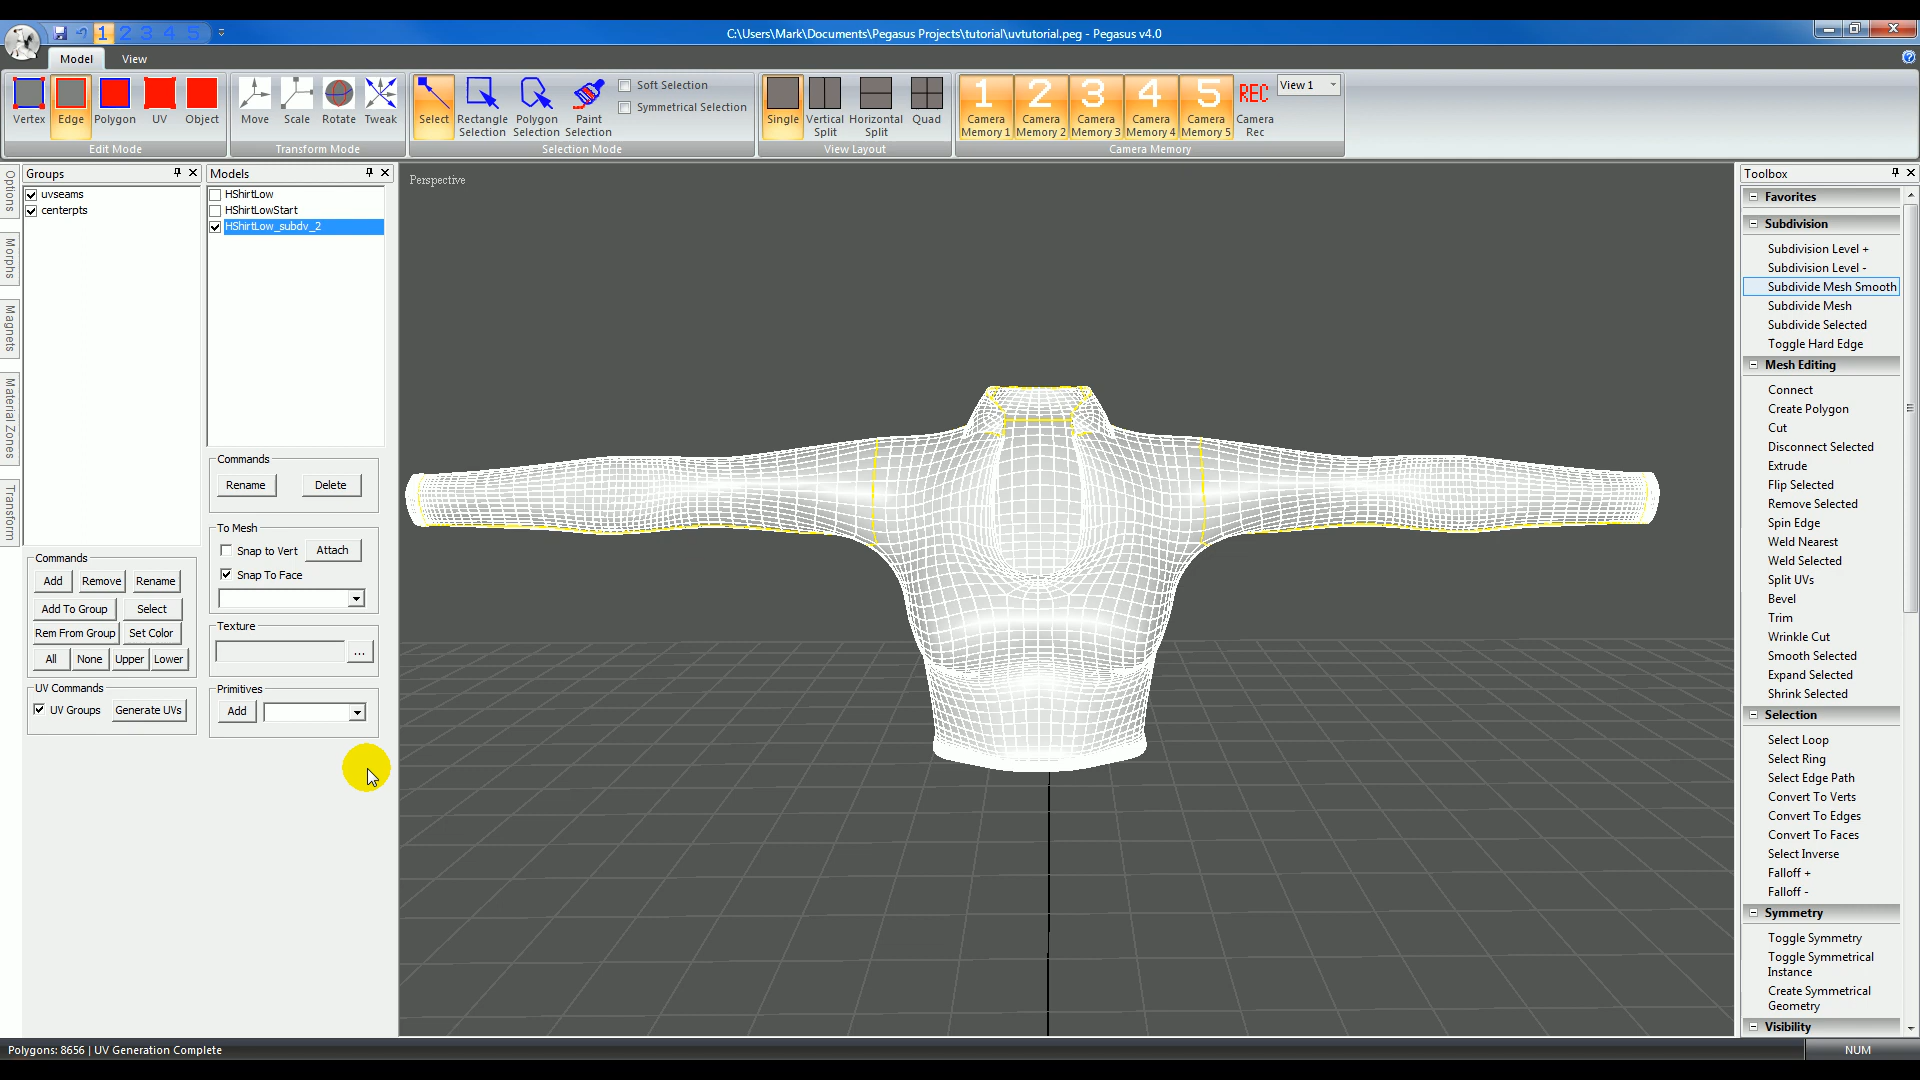 1 2 3 4 5
C:\Users\Mark\Documents\Pegasus Projects\tutorial\uvtutorial.peg - Pegasus v4.0
Model View
Vertex Edge Polygon UV Object
Edit Mode
Move Scale Rotate Tweak
Transform Mode
Select Rectangle Selection Polygon Selection Paint Selection
Soft Selection
Symmetrical Selection
Selection Mode
Single Vertical Split Horizontal Split Quad
View Layout
1 2 3 4 5 REC View 1
Camera Memory 1 Camera Memory 2 Camera Memory 3 Camera Memory 4 Camera Memory 5 Camera Rec
Camera Memory
Options
Morphs
Magnets
Material Zones
Transform
Groups
uvseams
centerpts
Commands
Add Remove Rename
Add To Group Select
Rem From Group Set Color
All None Upper Lower
UV Commands
UV Groups Generate UVs
Models
HShirtLow
HShirtLowStart
HShirtLow_subdv_2
Commands
Rename Delete
To Mesh
Snap to Vert Attach
Snap To Face
Texture
...
Primitives
Add
Perspective
Toolbox
Favorites
Subdivision
Subdivision Level +
Subdivision Level -
Subdivide Mesh Smooth
Subdivide Mesh
Subdivide Selected
Toggle Hard Edge
Mesh Editing
Connect
Create Polygon
Cut
Disconnect Selected
Extrude
Flip Selected
Remove Selected
Spin Edge
Weld Nearest
Weld Selected
Split UVs
Bevel
Trim
Wrinkle Cut
Smooth Selected
Expand Selected
Shrink Selected
Selection
Select Loop
Select Ring
Select Edge Path
Convert To Verts
Convert To Edges
Convert To Faces
Select Inverse
Falloff +
Falloff -
Symmetry
Toggle Symmetry
Toggle Symmetrical
Instance
Create Symmetrical
Geometry
Visibility
Polygons: 8656 | UV Generation Complete
NUM